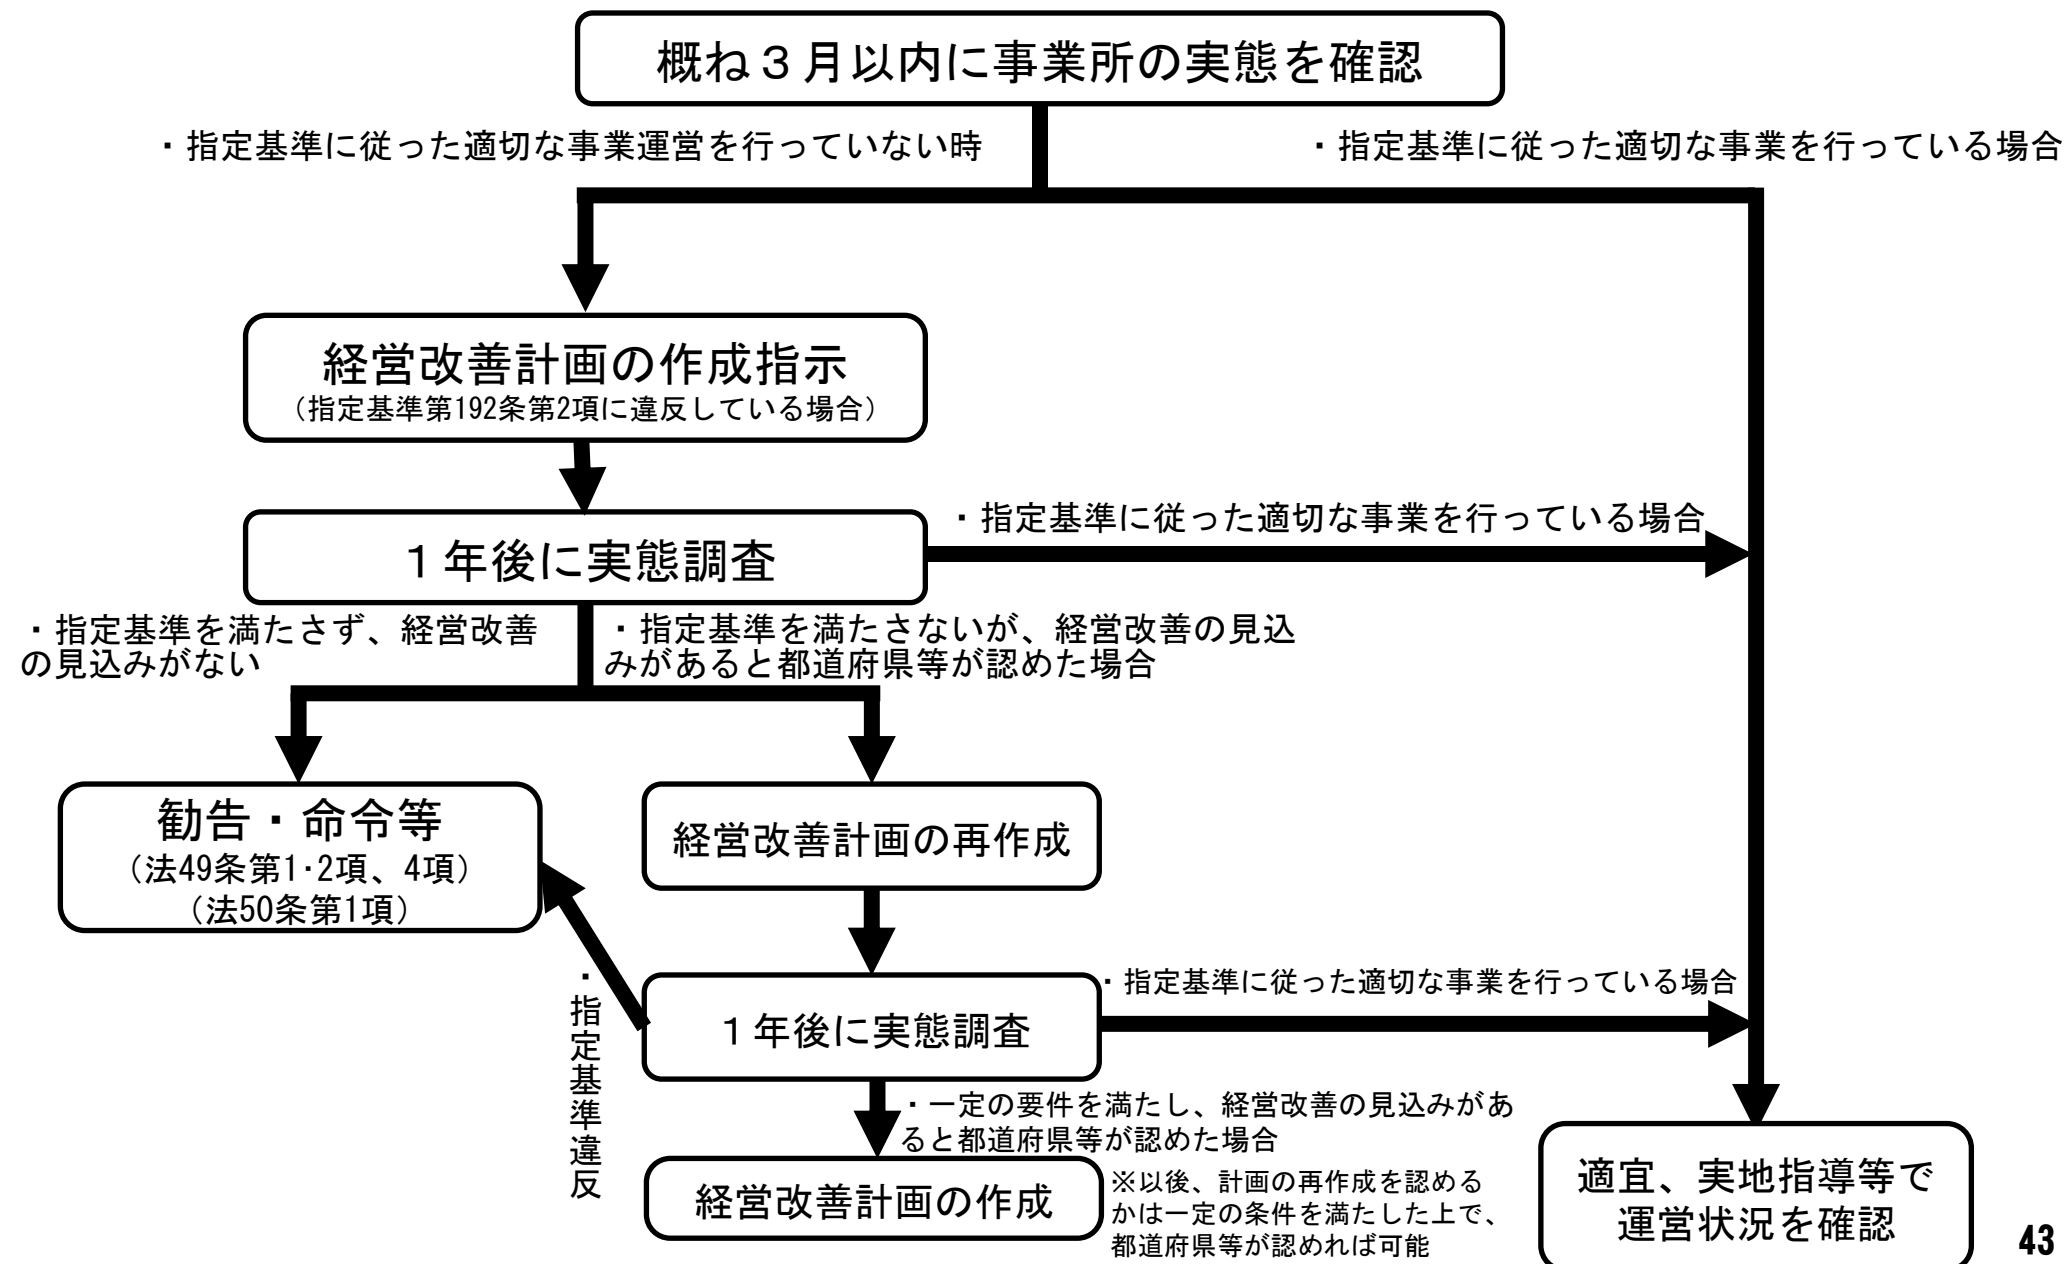 概ね３月以内に事業所の実態を確認
・指定基準に従った適切な事業運営を行っていない時
・指定基準に従った適切な事業を行っている場合
経営改善計画の作成指示
（指定基準第192条第2項に違反している場合）
１年後に実態調査
・指定基準に従った適切な事業を行っている場合
・指定基準を満たさず、経営改善
の見込みがない
・指定基準を満たさないが、経営改善の見込
みがあると都道府県等が認めた場合
勧告・命令等
（法49条第1･2項、4項）
（法50条第1項）
経営改善計画の再作成
・指定基準違反
１年後に実態調査
・指定基準に従った適切な事業を行っている場合
・一定の要件を満たし、経営改善の見込みがあ
ると都道府県等が認めた場合
経営改善計画の作成
※以後、計画の再作成を認める
かは一定の条件を満たした上で、
都道府県等が認めれば可能
適宜、実地指導等で
運営状況を確認
43